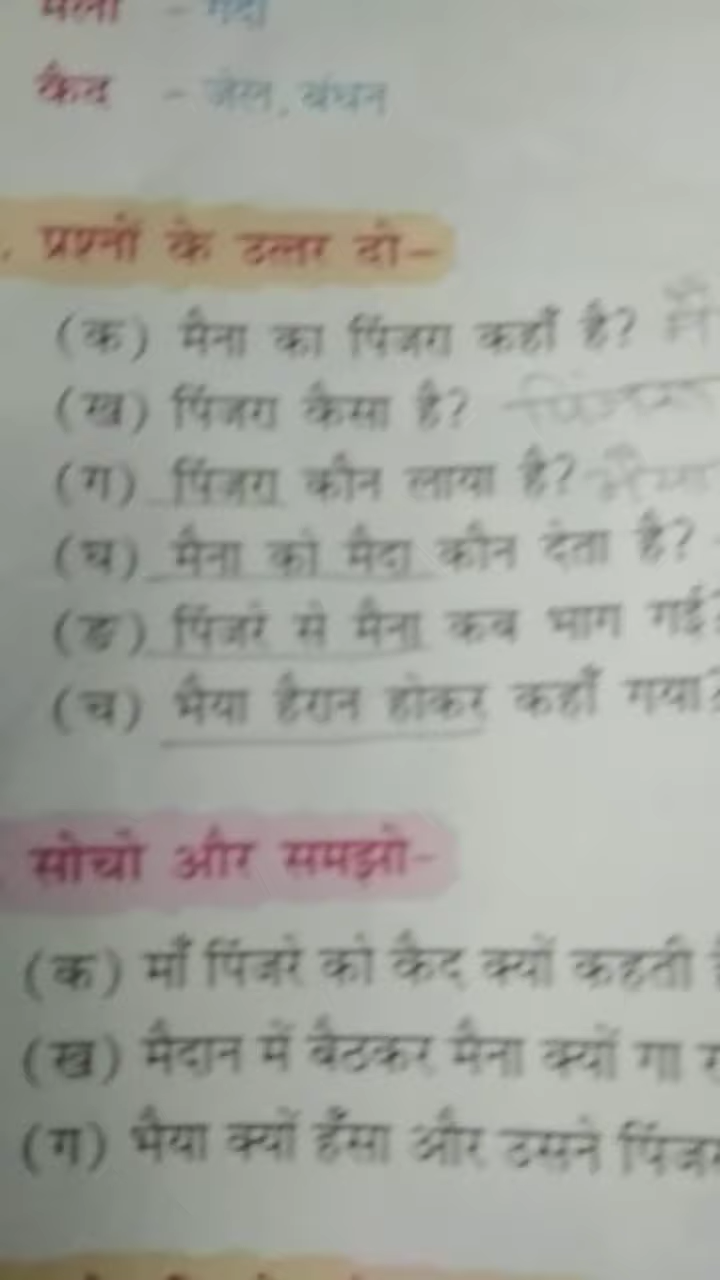 मैला - गंदा
कैद - जेल, बंधन
प्रश्नों के उत्तर दो-
(क) मैना का पिंजरा कहाँ है? में
(ख) पिंजरा कैसा है? पिंजरा
(ग) पिंजरा कौन लाया है? भैया
(घ) मैना को मैदा कौन देता है?
(ङ) पिंजरे से मैना कब भाग गई?
(च) भैया हैरान होकर कहाँ गया?
सोचो और समझो-
(क) माँ पिंजरे को कैद क्यों कहती
(ख) मैदान में बैठकर मैना क्यों गा
(ग) भैया क्यों हँसा और उसने